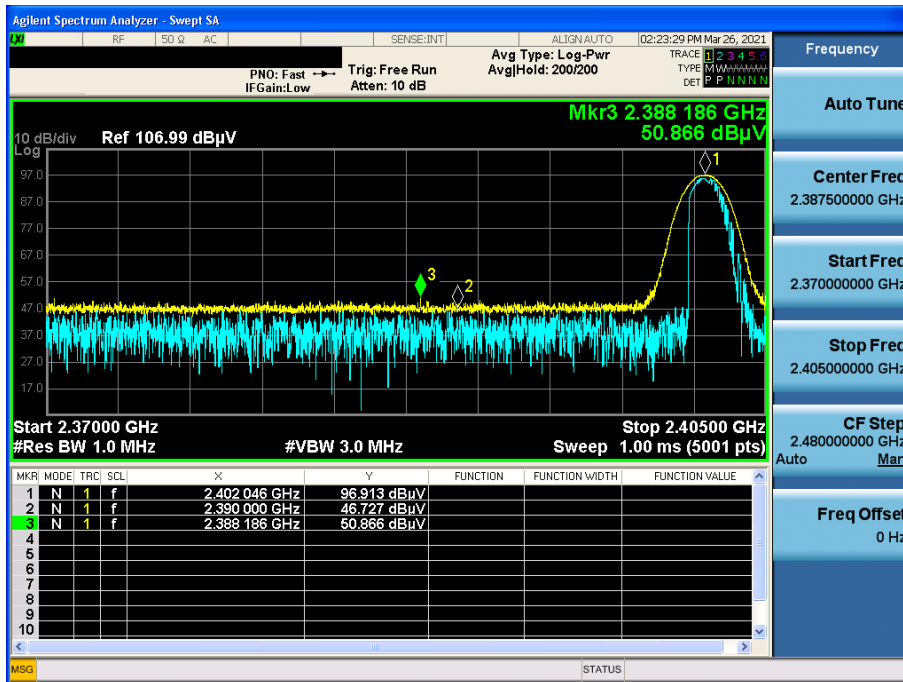 Agilent Spectrum Analyzer - Swept SA
LXI RF 50 Ω AC SENSE:INT ALIGNAUTO 02:23:29 PM Mar 26, 2021
PNO: Fast
IFGain:Low
Trig: Free Run
Atten: 10 dB
Avg Type: Log-Pwr
Avg|Hold: 200/200
TRACE 1 2 3 4 5 6
TYPE M W W W W W
DET P P N N N N
Mkr3 2.388 186 GHz
50.866 dBµV
10 dB/div Ref 106.99 dBµV
Log
97.0
87.0
77.0
67.0
57.0
47.0
37.0
27.0
17.0
1
3
2
Start 2.37000 GHz Stop 2.40500 GHz
#Res BW 1.0 MHz #VBW 3.0 MHz Sweep 1.00 ms (5001 pts)
MKR MODE TRC SCL X Y FUNCTION FUNCTION WIDTH FUNCTION VALUE
1 N 1 f 2.402 046 GHz 96.913 dBµV
2 N 1 f 2.390 000 GHz 46.727 dBµV
3 N 1 f 2.388 186 GHz 50.866 dBµV
4
5
6
7
8
9
10
MSG STATUS
Frequency
Auto Tune
Center Freq
2.387500000 GHz
Start Freq
2.370000000 GHz
Stop Freq
2.405000000 GHz
CF Step
2.480000000 GHz
Auto Man
Freq Offset
0 Hz